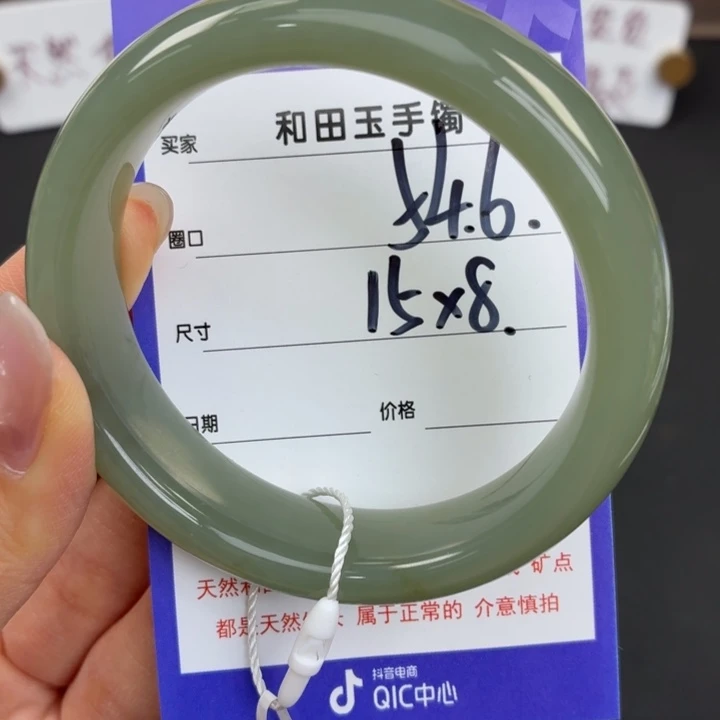 天然
和田玉手镯
买家
圈口 54.6.
尺寸 15×8.
日期 价格
矿点
都是天然 属于正常的 介意慎拍
抖音电商
QIC中心